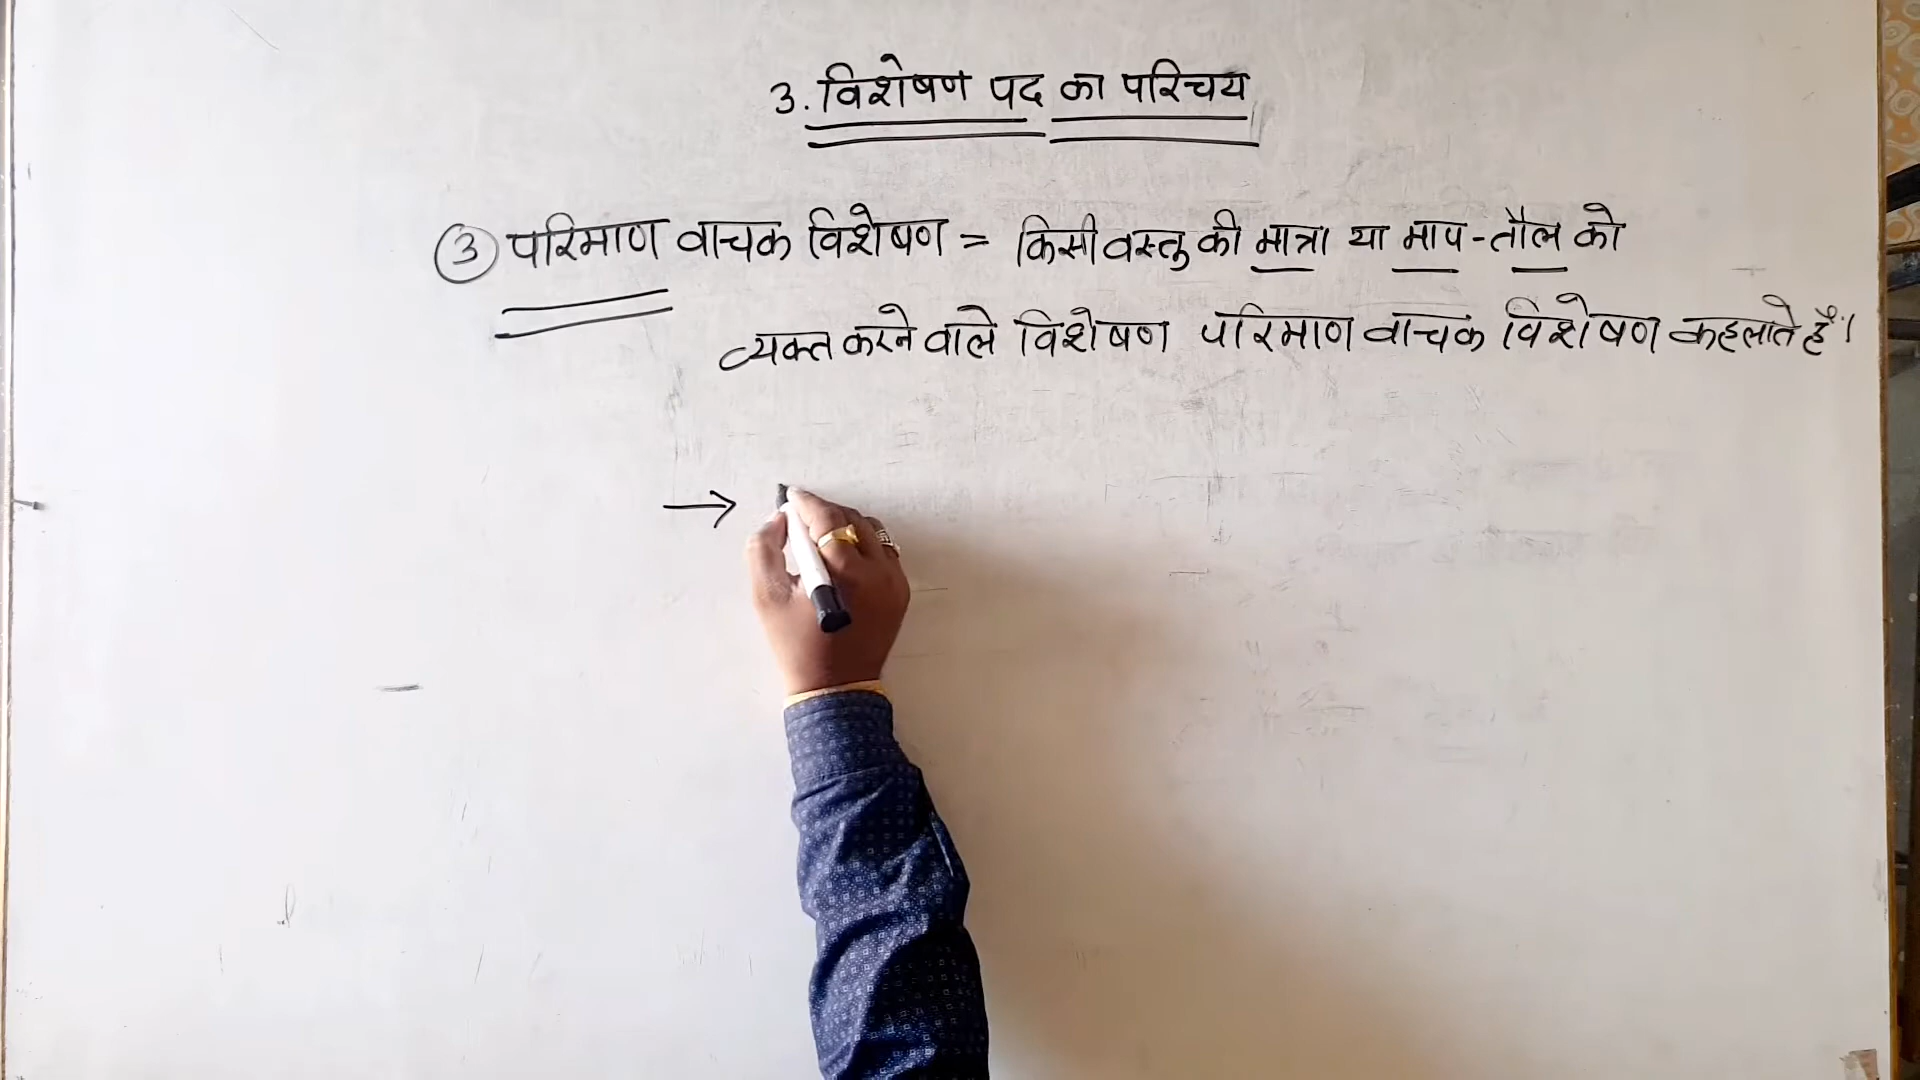 3. विशेषण पद का परिचय
③ परिमाण वाचक विशेषण = किसी वस्तु की मात्रा या माप-तौल को
व्यक्त करने वाले विशेषण परिमाण वाचक विशेषण कहलाते हैं।
→